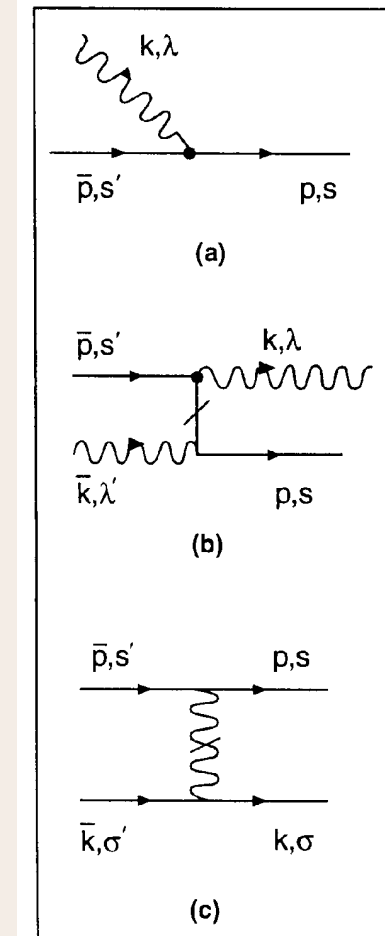 k,λ
p̄,s′ p,s
(a)
p̄,s′ k,λ
k̄,λ′ p,s
(b)
p̄,s′ p,s
k̄,σ′ k,σ
(c)